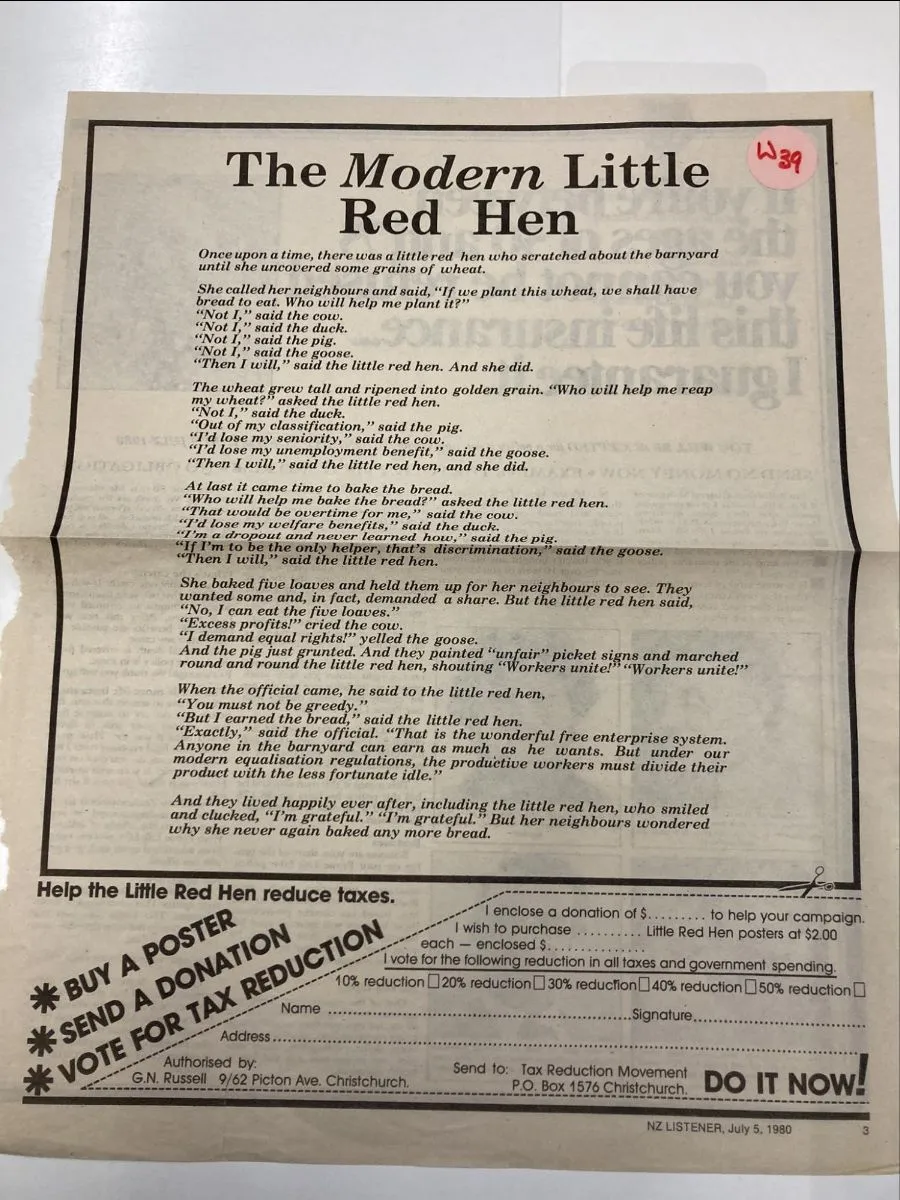 The Modern Little
Red Hen
W39
Once upon a time, there was a little red hen who scratched about the barnyard
until she uncovered some grains of wheat.
She called her neighbours and said, “If we plant this wheat, we shall have
bread to eat. Who will help me plant it?”
“Not I,” said the cow.
“Not I,” said the duck.
“Not I,” said the pig.
“Not I,” said the goose.
“Then I will,” said the little red hen. And she did.
The wheat grew tall and ripened into golden grain. “Who will help me reap
my wheat?” asked the little red hen.
“Not I,” said the duck.
“Out of my classification,” said the pig.
“I’d lose my seniority,” said the cow.
“I’d lose my unemployment benefit,” said the goose.
“Then I will,” said the little red hen, and she did.
At last it came time to bake the bread.
“Who will help me bake the bread?” asked the little red hen.
“That would be overtime for me,” said the cow.
“I’d lose my welfare benefits,” said the duck.
“I’m a dropout and never learned how,” said the pig.
“If I’m to be the only helper, that’s discrimination,” said the goose.
“Then I will,” said the little red hen.
She baked five loaves and held them up for her neighbours to see. They
wanted some and, in fact, demanded a share. But the little red hen said,
“No, I can eat the five loaves.”
“Excess profits!” cried the cow.
“I demand equal rights!” yelled the goose.
And the pig just grunted. And they painted “unfair” picket signs and marched
round and round the little red hen, shouting “Workers unite!” “Workers unite!”
When the official came, he said to the little red hen,
“You must not be greedy.”
“But I earned the bread,” said the little red hen.
“Exactly,” said the official. “That is the wonderful free enterprise system.
Anyone in the barnyard can earn as much as he wants. But under our
modern equalisation regulations, the productive workers must divide their
product with the less fortunate idle.”
And they lived happily ever after, including the little red hen, who smiled
and clucked, “I’m grateful.” “I’m grateful.” But her neighbours wondered
why she never again baked any more bread.
Help the Little Red Hen reduce taxes.
✱ BUY A POSTER
✱ SEND A DONATION
✱ VOTE FOR TAX REDUCTION
I enclose a donation of $......... to help your campaign.
I wish to purchase .......... Little Red Hen posters at $2.00
each — enclosed $..............
I vote for the following reduction in all taxes and government spending.
10% reduction □ 20% reduction □ 30% reduction □ 40% reduction □ 50% reduction □
Name ..........................................Signature........................
Address..................................................................
Authorised by:
G.N. Russell 9/62 Picton Ave. Christchurch.
Send to: Tax Reduction Movement
P.O. Box 1576 Christchurch.
DO IT NOW!
NZ LISTENER, July 5, 1980 3